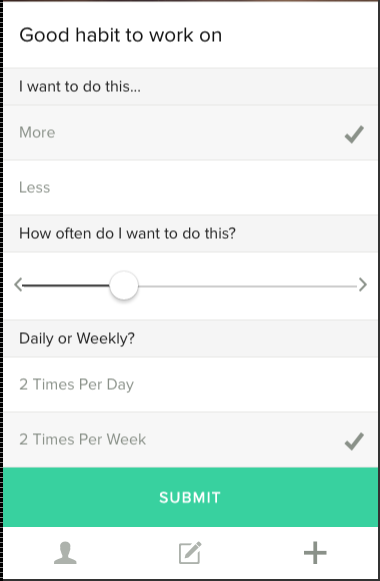 Good habit to work on
I want to do this...
More
Less
How often do I want to do this?
Daily or Weekly?
2 Times Per Day
2 Times Per Week
SUBMIT